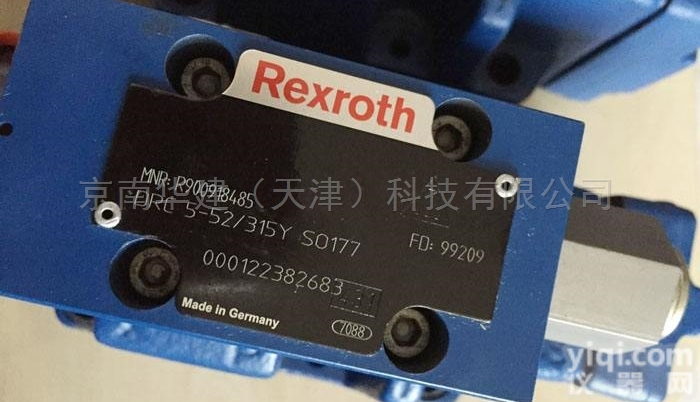 Rexroth
MNR: R900918485
5-52/315Y SO177
FD: 99209
000122382683
Made in Germany
7088
京南华建（天津）科技有限公司
yiqi.com
仪器网